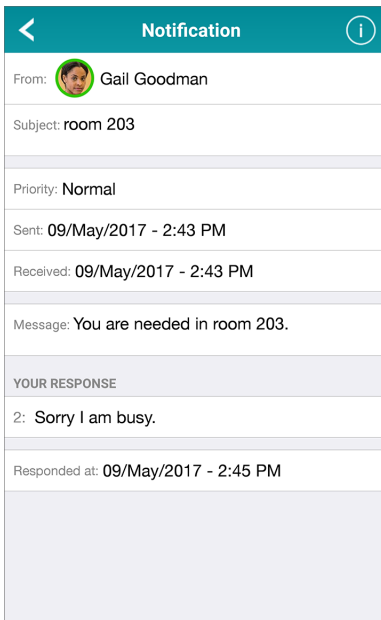 Notification
From: Gail Goodman
Subject: room 203
Priority: Normal
Sent: 09/May/2017 - 2:43 PM
Received: 09/May/2017 - 2:43 PM
Message: You are needed in room 203.
YOUR RESPONSE
2: Sorry I am busy.
Responded at: 09/May/2017 - 2:45 PM